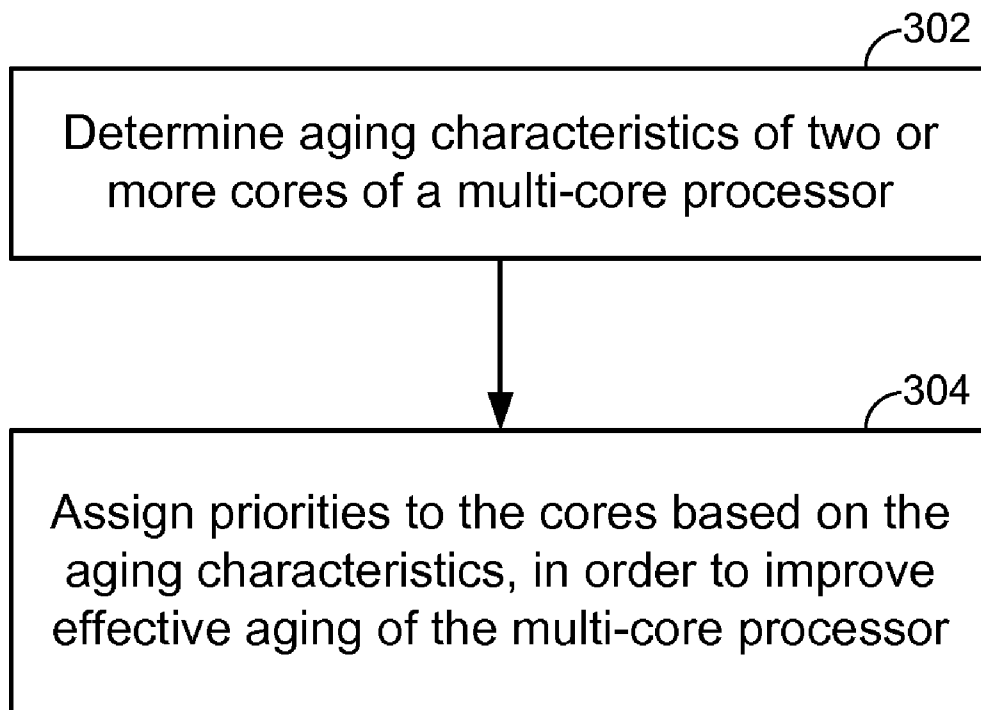 302
Determine aging characteristics of two or
more cores of a multi-core processor
304
Assign priorities to the cores based on the
aging characteristics, in order to improve
effective aging of the multi-core processor